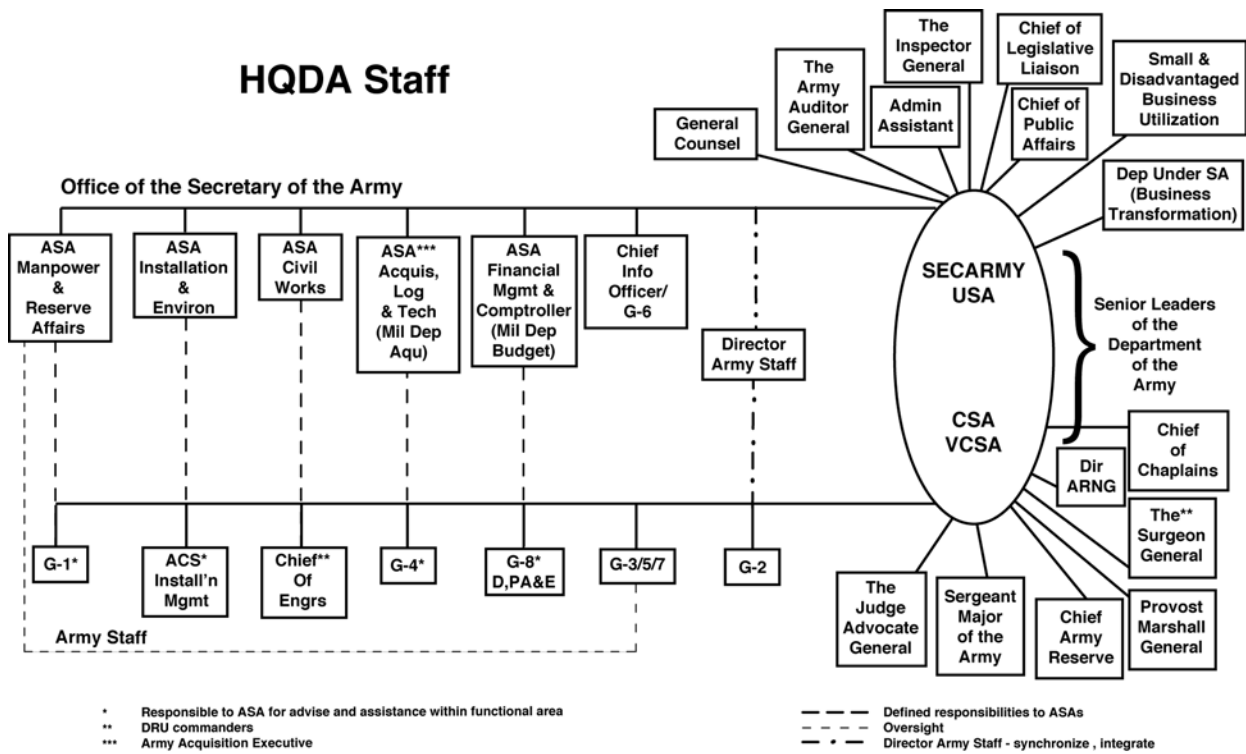 HQDA Staff
The
Inspector
General
Chief of
Legislative
Liaison
Small &
Disadvantaged
Business
Utilization
The
Army
Auditor
General
Admin
Assistant
Chief of
Public
Affairs
General
Counsel
Dep Under SA
(Business
Transformation)
Office of the Secretary of the Army
ASA
Manpower
&
Reserve
Affairs
ASA
Installation
&
Environ
ASA
Civil
Works
ASA***
Acquis,
Log
& Tech
(Mil Dep
Aqu)
ASA
Financial
Mgmt &
Comptroller
(Mil Dep
Budget)
Chief
Info
Officer/
G-6
Director
Army Staff
SECARMY
USA
CSA
VCSA
Senior Leaders
of the
Department
of the
Army
Chief
of
Chaplains
Dir
ARNG
The**
Surgeon
General
Provost
Marshall
General
Chief
Army
Reserve
Sergeant
Major
of the
Army
The
Judge
Advocate
General
G-1*
ACS*
Install'n
Mgmt
Chief**
Of
Engrs
G-4*
G-8*
D,PA&E
G-3/5/7
G-2
Army Staff
* Responsible to ASA for advise and assistance within functional area
** DRU commanders
*** Army Acquisition Executive
Defined responsibilities to ASAs
Oversight
Director Army Staff - synchronize , integrate